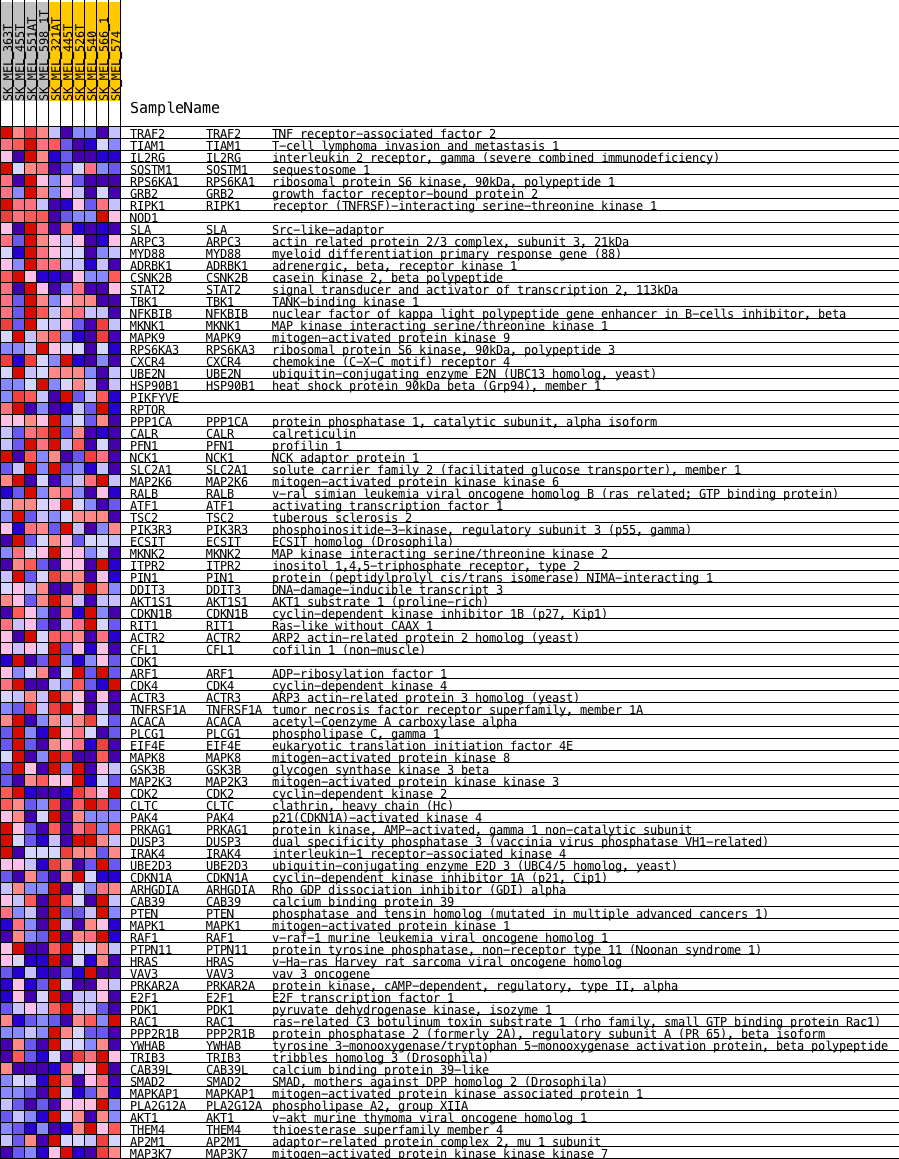 SK_MEL_363T
SK_MEL_455T
SK_MEL_551AT
SK_MEL_598_1T
SK_MEL_321AT
SK_MEL_445T
SK_MEL_526T
SK_MEL_540
SK_MEL_566_1
SK_MEL_574
SampleName
TRAF2 TRAF2 TNF receptor-associated factor 2
TIAM1 TIAM1 T-cell lymphoma invasion and metastasis 1
IL2RG IL2RG interleukin 2 receptor, gamma (severe combined immunodeficiency)
SQSTM1 SQSTM1 sequestosome 1
RPS6KA1 RPS6KA1 ribosomal protein S6 kinase, 90kDa, polypeptide 1
GRB2 GRB2 growth factor receptor-bound protein 2
RIPK1 RIPK1 receptor (TNFRSF)-interacting serine-threonine kinase 1
NOD1
SLA SLA Src-like-adaptor
ARPC3 ARPC3 actin related protein 2/3 complex, subunit 3, 21kDa
MYD88 MYD88 myeloid differentiation primary response gene (88)
ADRBK1 ADRBK1 adrenergic, beta, receptor kinase 1
CSNK2B CSNK2B casein kinase 2, beta polypeptide
STAT2 STAT2 signal transducer and activator of transcription 2, 113kDa
TBK1 TBK1 TANK-binding kinase 1
NFKBIB NFKBIB nuclear factor of kappa light polypeptide gene enhancer in B-cells inhibitor, beta
MKNK1 MKNK1 MAP kinase interacting serine/threonine kinase 1
MAPK9 MAPK9 mitogen-activated protein kinase 9
RPS6KA3 RPS6KA3 ribosomal protein S6 kinase, 90kDa, polypeptide 3
CXCR4 CXCR4 chemokine (C-X-C motif) receptor 4
UBE2N UBE2N ubiquitin-conjugating enzyme E2N (UBC13 homolog, yeast)
HSP90B1 HSP90B1 heat shock protein 90kDa beta (Grp94), member 1
PIKFYVE
RPTOR
PPP1CA PPP1CA protein phosphatase 1, catalytic subunit, alpha isoform
CALR CALR calreticulin
PFN1 PFN1 profilin 1
NCK1 NCK1 NCK adaptor protein 1
SLC2A1 SLC2A1 solute carrier family 2 (facilitated glucose transporter), member 1
MAP2K6 MAP2K6 mitogen-activated protein kinase kinase 6
RALB RALB v-ral simian leukemia viral oncogene homolog B (ras related; GTP binding protein)
ATF1 ATF1 activating transcription factor 1
TSC2 TSC2 tuberous sclerosis 2
PIK3R3 PIK3R3 phosphoinositide-3-kinase, regulatory subunit 3 (p55, gamma)
ECSIT ECSIT ECSIT homolog (Drosophila)
MKNK2 MKNK2 MAP kinase interacting serine/threonine kinase 2
ITPR2 ITPR2 inositol 1,4,5-triphosphate receptor, type 2
PIN1 PIN1 protein (peptidylprolyl cis/trans isomerase) NIMA-interacting 1
DDIT3 DDIT3 DNA-damage-inducible transcript 3
AKT1S1 AKT1S1 AKT1 substrate 1 (proline-rich)
CDKN1B CDKN1B cyclin-dependent kinase inhibitor 1B (p27, Kip1)
RIT1 RIT1 Ras-like without CAAX 1
ACTR2 ACTR2 ARP2 actin-related protein 2 homolog (yeast)
CFL1 CFL1 cofilin 1 (non-muscle)
CDK1
ARF1 ARF1 ADP-ribosylation factor 1
CDK4 CDK4 cyclin-dependent kinase 4
ACTR3 ACTR3 ARP3 actin-related protein 3 homolog (yeast)
TNFRSF1A TNFRSF1A tumor necrosis factor receptor superfamily, member 1A
ACACA ACACA acetyl-Coenzyme A carboxylase alpha
PLCG1 PLCG1 phospholipase C, gamma 1
EIF4E EIF4E eukaryotic translation initiation factor 4E
MAPK8 MAPK8 mitogen-activated protein kinase 8
GSK3B GSK3B glycogen synthase kinase 3 beta
MAP2K3 MAP2K3 mitogen-activated protein kinase kinase 3
CDK2 CDK2 cyclin-dependent kinase 2
CLTC CLTC clathrin, heavy chain (Hc)
PAK4 PAK4 p21(CDKN1A)-activated kinase 4
PRKAG1 PRKAG1 protein kinase, AMP-activated, gamma 1 non-catalytic subunit
DUSP3 DUSP3 dual specificity phosphatase 3 (vaccinia virus phosphatase VH1-related)
IRAK4 IRAK4 interleukin-1 receptor-associated kinase 4
UBE2D3 UBE2D3 ubiquitin-conjugating enzyme E2D 3 (UBC4/5 homolog, yeast)
CDKN1A CDKN1A cyclin-dependent kinase inhibitor 1A (p21, Cip1)
ARHGDIA ARHGDIA Rho GDP dissociation inhibitor (GDI) alpha
CAB39 CAB39 calcium binding protein 39
PTEN PTEN phosphatase and tensin homolog (mutated in multiple advanced cancers 1)
MAPK1 MAPK1 mitogen-activated protein kinase 1
RAF1 RAF1 v-raf-1 murine leukemia viral oncogene homolog 1
PTPN11 PTPN11 protein tyrosine phosphatase, non-receptor type 11 (Noonan syndrome 1)
HRAS HRAS v-Ha-ras Harvey rat sarcoma viral oncogene homolog
VAV3 VAV3 vav 3 oncogene
PRKAR2A PRKAR2A protein kinase, cAMP-dependent, regulatory, type II, alpha
E2F1 E2F1 E2F transcription factor 1
PDK1 PDK1 pyruvate dehydrogenase kinase, isozyme 1
RAC1 RAC1 ras-related C3 botulinum toxin substrate 1 (rho family, small GTP binding protein Rac1)
PPP2R1B PPP2R1B protein phosphatase 2 (formerly 2A), regulatory subunit A (PR 65), beta isoform
YWHAB YWHAB tyrosine 3-monooxygenase/tryptophan 5-monooxygenase activation protein, beta polypeptide
TRIB3 TRIB3 tribbles homolog 3 (Drosophila)
CAB39L CAB39L calcium binding protein 39-like
SMAD2 SMAD2 SMAD, mothers against DPP homolog 2 (Drosophila)
MAPKAP1 MAPKAP1 mitogen-activated protein kinase associated protein 1
PLA2G12A PLA2G12A phospholipase A2, group XIIA
AKT1 AKT1 v-akt murine thymoma viral oncogene homolog 1
THEM4 THEM4 thioesterase superfamily member 4
AP2M1 AP2M1 adaptor-related protein complex 2, mu 1 subunit
MAP3K7 MAP3K7 mitogen-activated protein kinase kinase kinase 7